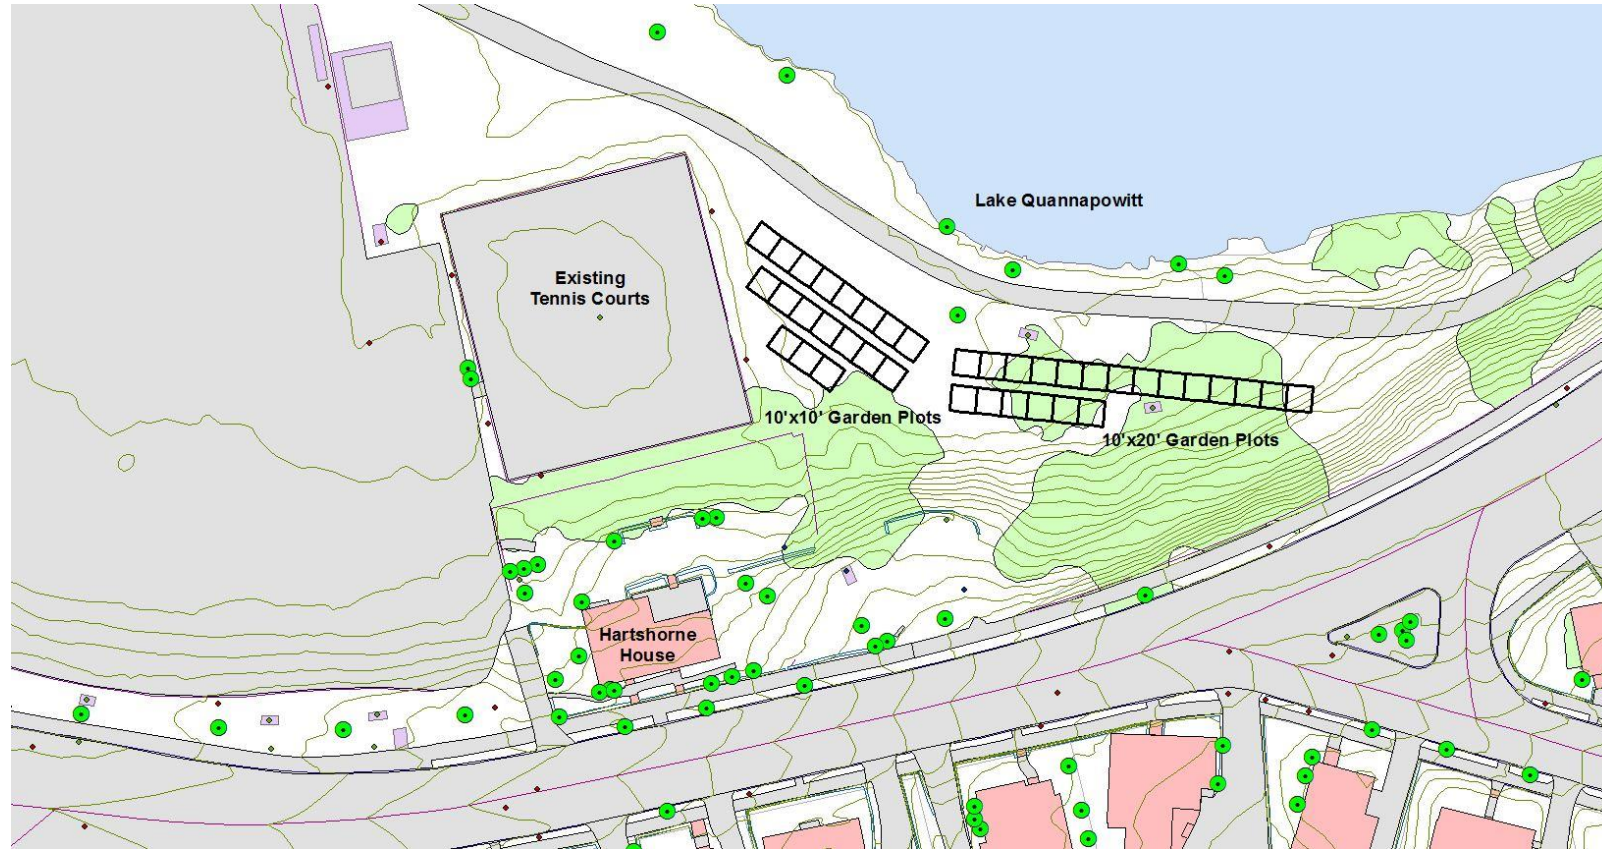 Lake Quannapowitt
Existing
Tennis Courts
10'x10' Garden Plots
10'x20' Garden Plots
Hartshorne
House